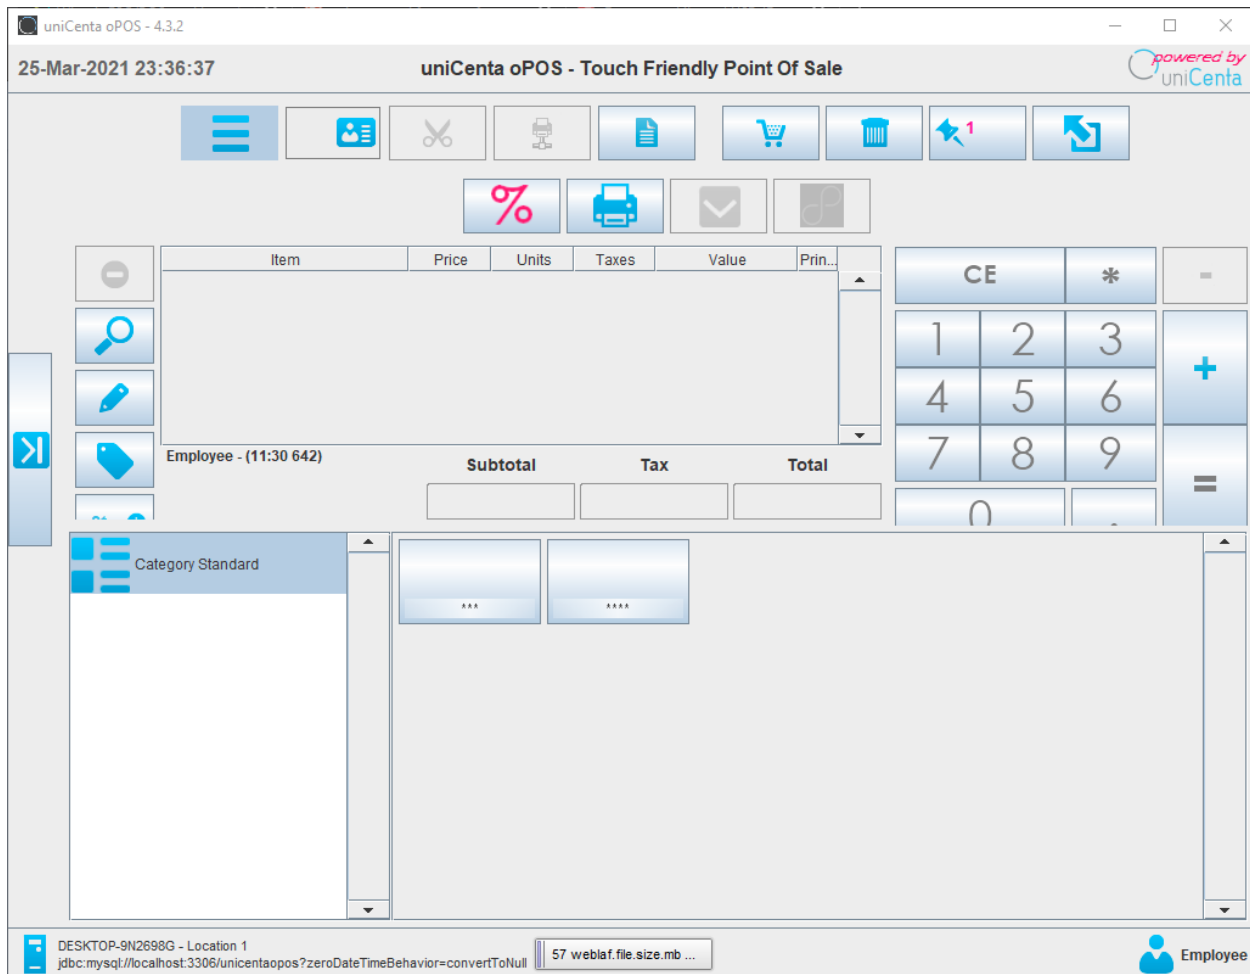 uniCenta oPOS - 4.3.2
25-Mar-2021 23:36:37
uniCenta oPOS - Touch Friendly Point Of Sale
powered by
uniCenta
1
%
Item Price Units Taxes Value Prin...
CE * -
1 2 3 +
4 5 6
7 8 9 =
0 .
Employee - (11:30 642)
Subtotal Tax Total
Category Standard
*** ****
DESKTOP-9N2698G - Location 1
jdbc:mysql://localhost:3306/unicentaopos?zeroDateTimeBehavior=convertToNull
57 weblaf.file.size.mb ...
Employee